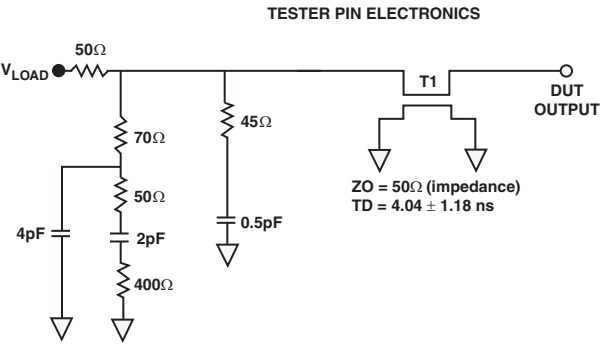 TESTER PIN ELECTRONICS
50Ω
VLOAD
T1
DUT
OUTPUT
70Ω
45Ω
50Ω
ZO = 50Ω (impedance)
TD = 4.04 ± 1.18 ns
4pF
2pF
0.5pF
400Ω